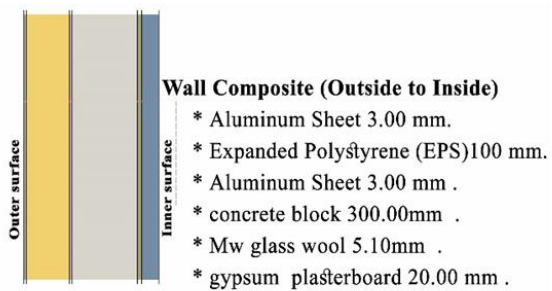 Outer surface
Inner surface
Wall Composite (Outside to Inside)
* Aluminum Sheet 3.00 mm.
* Expanded Polystyrene (EPS)100 mm.
* Aluminum Sheet 3.00 mm .
* concrete block 300.00mm .
* Mw glass wool 5.10mm .
* gypsum plasterboard 20.00 mm .